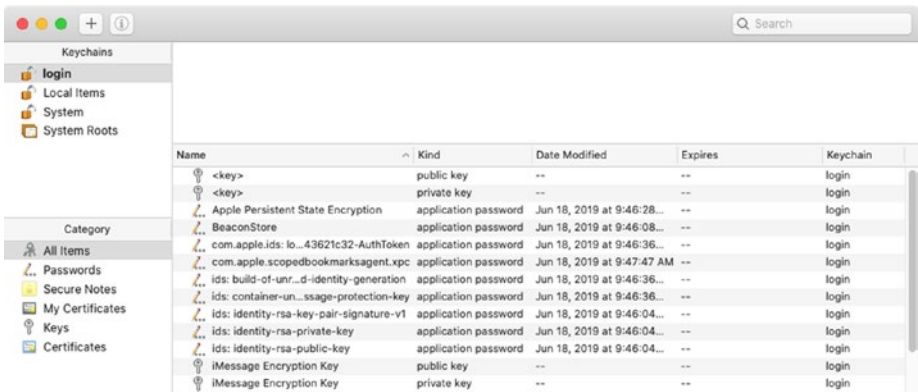 Search
Keychains
login
Local Items
System
System Roots
Category
All Items
Passwords
Secure Notes
My Certificates
Keys
Certificates
Name Kind Date Modified Expires Keychain
<key> public key -- -- login
<key> private key -- -- login
Apple Persistent State Encryption application password Jun 18, 2019 at 9:46:28... -- login
BeaconStore application password Jun 18, 2019 at 9:46:08... -- login
com.apple.ids: lo...43621c32-AuthToken application password Jun 18, 2019 at 9:46:36... -- login
com.apple.scopedbookmarksagent.xpc application password Jun 18, 2019 at 9:47:47 AM -- login
ids: build-of-unr...d-identity-generation application password Jun 18, 2019 at 9:46:36... -- login
ids: container-un...ssage-protection-key application password Jun 18, 2019 at 9:46:36... -- login
ids: identity-rsa-key-pair-signature-v1 application password Jun 18, 2019 at 9:46:04... -- login
ids: identity-rsa-private-key application password Jun 18, 2019 at 9:46:04... -- login
ids: identity-rsa-public-key application password Jun 18, 2019 at 9:46:04... -- login
iMessage Encryption Key public key -- -- login
iMessage Encryption Key private key -- -- login